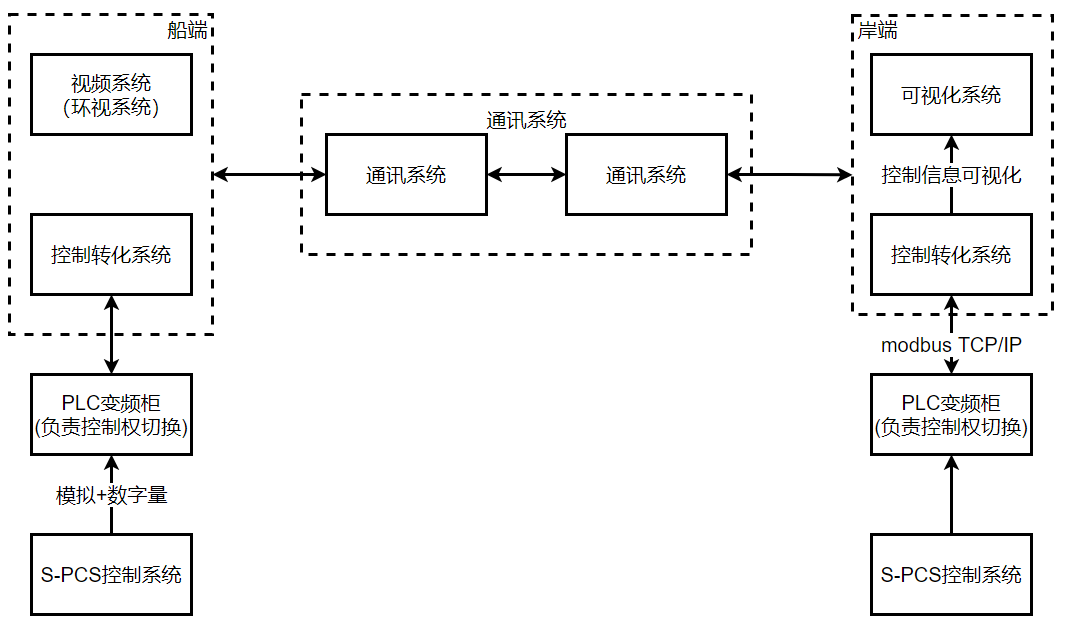 船端
岸端
视频系统
（环视系统）
可视化系统
通讯系统
通讯系统
通讯系统
控制信息可视化
控制转化系统
控制转化系统
modbus TCP/IP
PLC变频柜
(负责控制权切换)
PLC变频柜
(负责控制权切换)
模拟+数字量
S-PCS控制系统
S-PCS控制系统